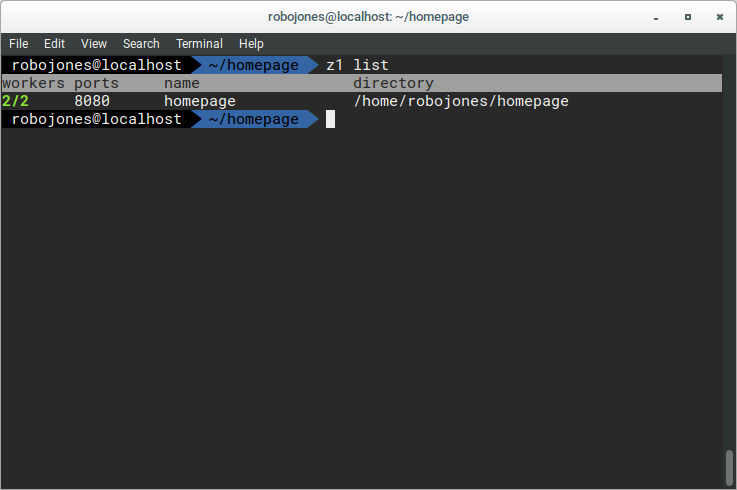 robojones@localhost: ~/homepage
File Edit View Search Terminal Help
robojones@localhost ~/homepage z1 list
workers ports name directory
2/2 8080 homepage /home/robojones/homepage
robojones@localhost ~/homepage